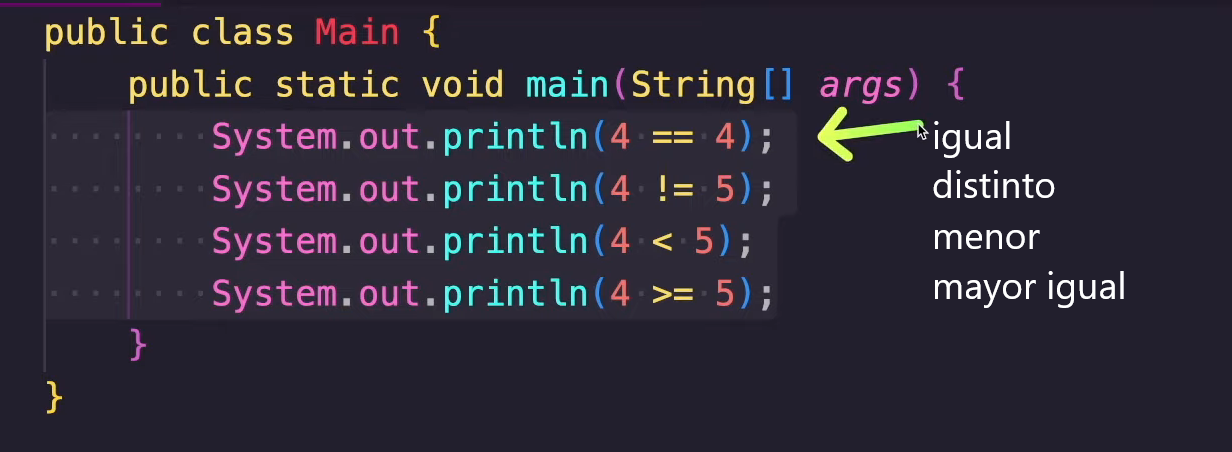 public class Main {
public static void main(String[] args) {
System.out.println(4 == 4); igual
System.out.println(4 != 5); distinto
System.out.println(4 < 5); menor
System.out.println(4 >= 5); mayor igual
}
}